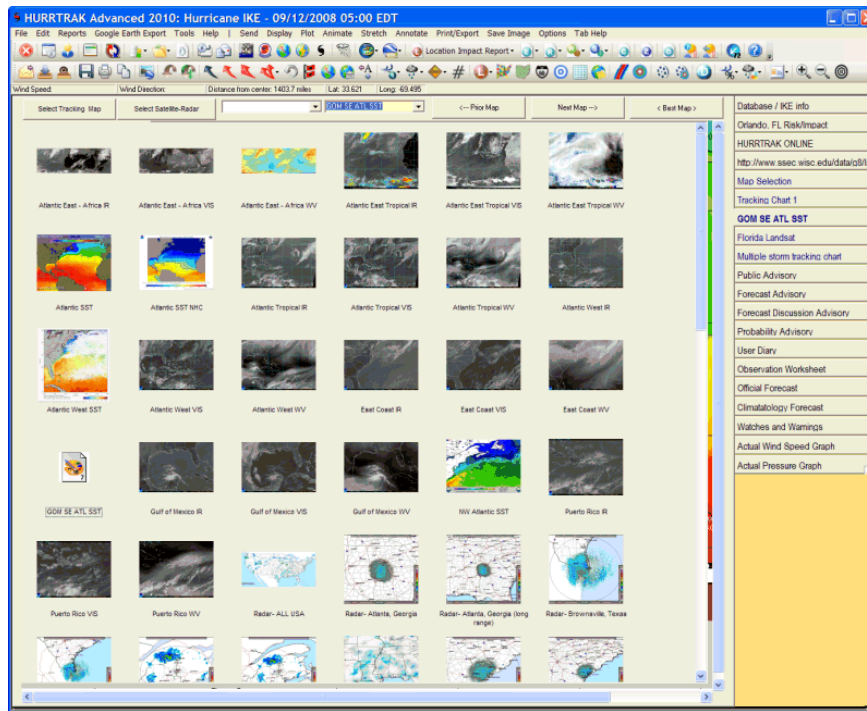 HURRTRAK Advanced 2010: Hurricane IKE - 09/12/2008 05:00 EDT
File Edit Reports Google Earth Export Tools Help | Send Display Plot Animate Stretch Annotate Print/Export Save Image Options Tab Help
Location Impact Report
Wind Speed: Wind Direction: Distance from center: 1403.7 miles Lat: 33.621 Long: -69.495
Select Tracking Map Select Satellite-Radar GOM SE ATL SST <-- Prior Map Next Map --> < Best Map >
Atlantic East - Africa IR Atlantic East - Africa VIS Atlantic East - Africa WV Atlantic East Tropical IR Atlantic East Tropical VIS Atlantic East Tropical WV
Atlantic SST Atlantic SST NHC Atlantic Tropical IR Atlantic Tropical VIS Atlantic Tropical WV Atlantic West IR
Atlantic West SST Atlantic West VIS Atlantic West WV East Coast IR East Coast VIS East Coast WV
GOM SE ATL SST Gulf of Mexico IR Gulf of Mexico VIS Gulf of Mexico WV NW Atlantic SST Puerto Rico IR
Puerto Rico VIS Puerto Rico WV Radar- ALL USA Radar- Atlanta, Georgia Radar- Atlanta, Georgia (long range) Radar- Brownsville, Texas
Database / IKE info
Orlando, FL Risk/Impact
HURRTRAK ONLINE
http://www.ssec.wisc.edu/data/g8/
Map Selection
Tracking Chart 1
GOM SE ATL SST
Florida Landsat
Multiple storm tracking chart
Public Advisory
Forecast Advisory
Forecast Discussion Advisory
Probability Advisory
User Diary
Observation Worksheet
Official Forecast
Climatatology Forecast
Watches and Warnings
Actual Wind Speed Graph
Actual Pressure Graph